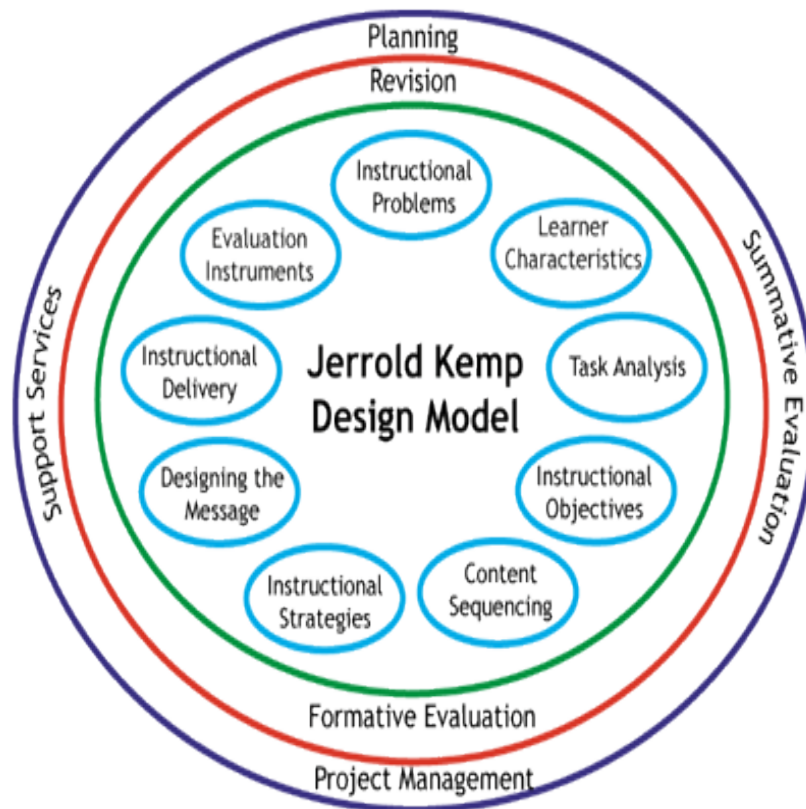 Planning
Revision
Instructional
Problems
Learner
Characteristics
Task Analysis
Instructional
Objectives
Content
Sequencing
Instructional
Strategies
Designing the
Message
Instructional
Delivery
Evaluation
Instruments
Jerrold Kemp
Design Model
Support Services
Summative Evaluation
Formative Evaluation
Project Management